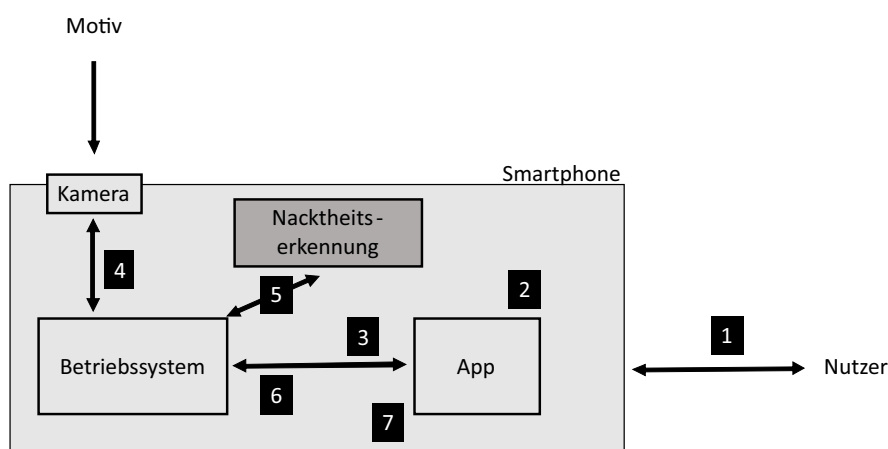 Motiv
Smartphone
Kamera
Nacktheits-
erkennung
4
2
5
3
1
Betriebssystem
App
Nutzer
6
7